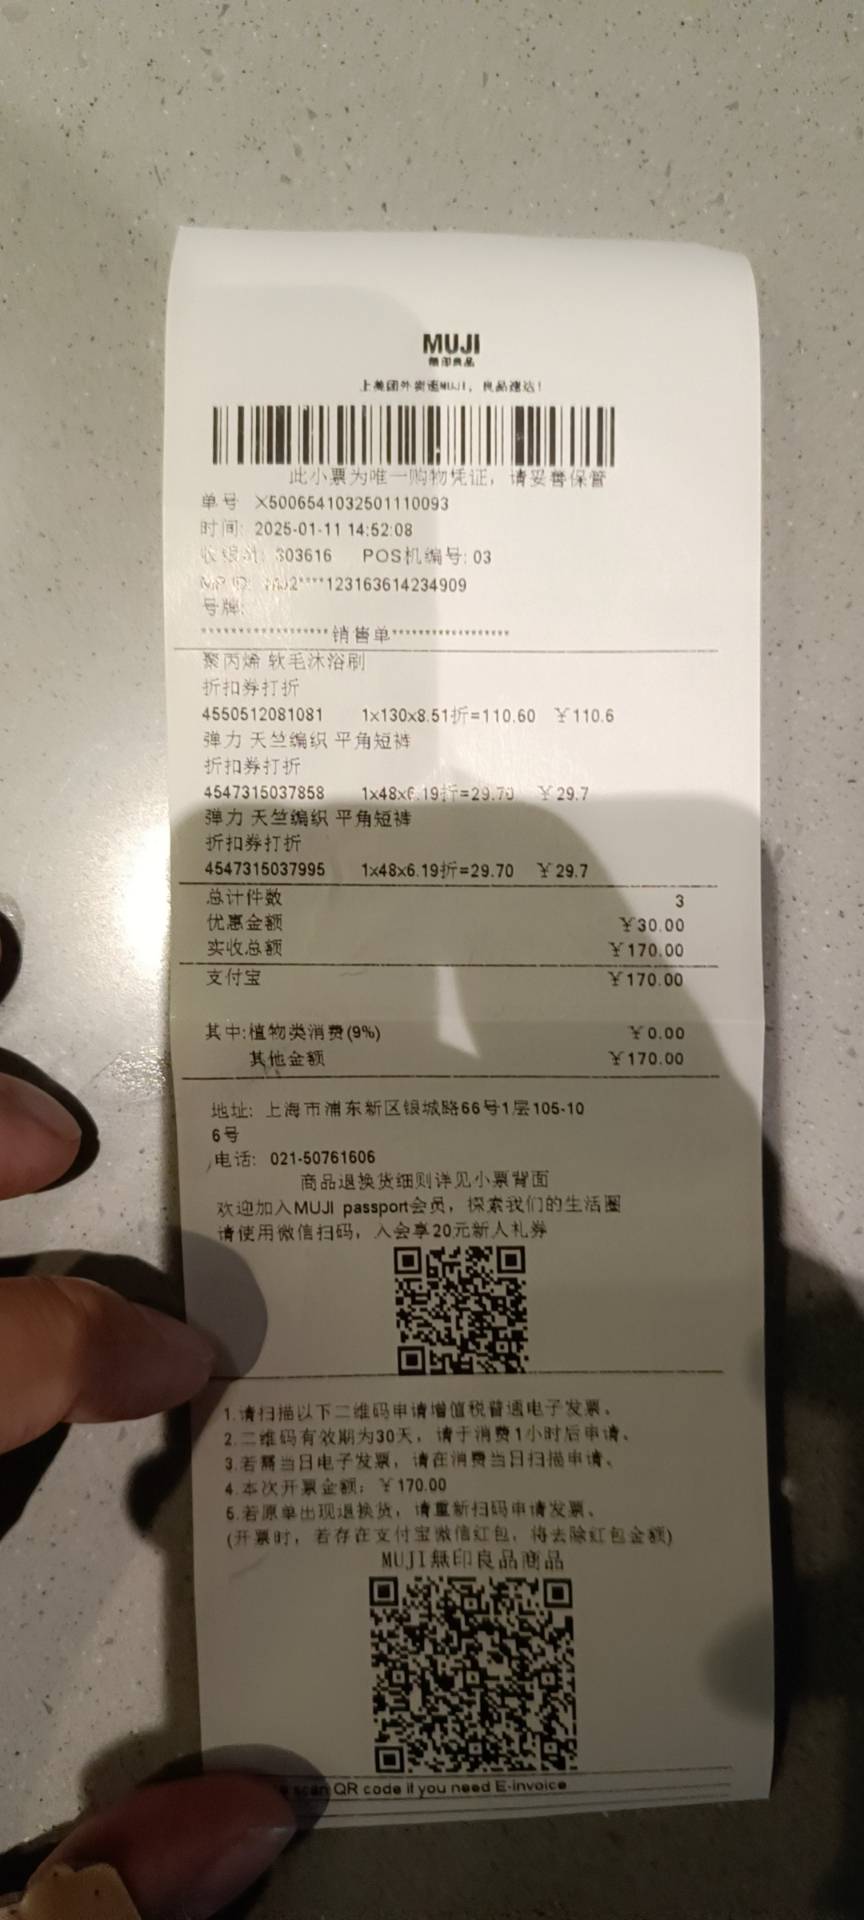 MUJI
無印良品
上美团外卖逛MUJI，良品速达！
此小票为唯一购物凭证，请妥善保管
单号 X5006541032501110093
时间: 2025-01-11 14:52:08
303616 POS机编号: 03
****123163614234909
号牌:
******************销售单*****************
聚丙烯 软毛沐浴刷
折扣券打折
4550512081081 1x130x8.51折=110.60 ￥110.6
弹力 天竺编织 平角短裤
折扣券打折
4547315037858 1x48x6.19折=29.70 ￥29.7
弹力 天竺编织 平角短裤
折扣券打折
4547315037995 1x48x6.19折=29.70 ￥29.7
总计件数 3
优惠金额 ￥30.00
实收总额 ￥170.00
支付宝 ￥170.00
其中:植物类消费(9%) ￥0.00
其他金额 ￥170.00
地址: 上海市浦东新区银城路66号1层105-10
6号
电话: 021-50761606
商品退换货细则详见小票背面
欢迎加入MUJI passport会员，探索我们的生活圈
请使用微信扫码，入会享20元新人礼券
1.请扫描以下二维码申请增值税普通电子发票。
2.二维码有效期为30天，请于消费1小时后申请。
3.若需当日电子发票，请在消费当日扫描申请。
4.本次开票金额：￥170.00
5.若原单出现退换货，请重新扫码申请发票。
(开票时，若存在支付宝微信红包，将去除红包金额)
MUJI無印良品商品
scan QR code if you need E-invoice